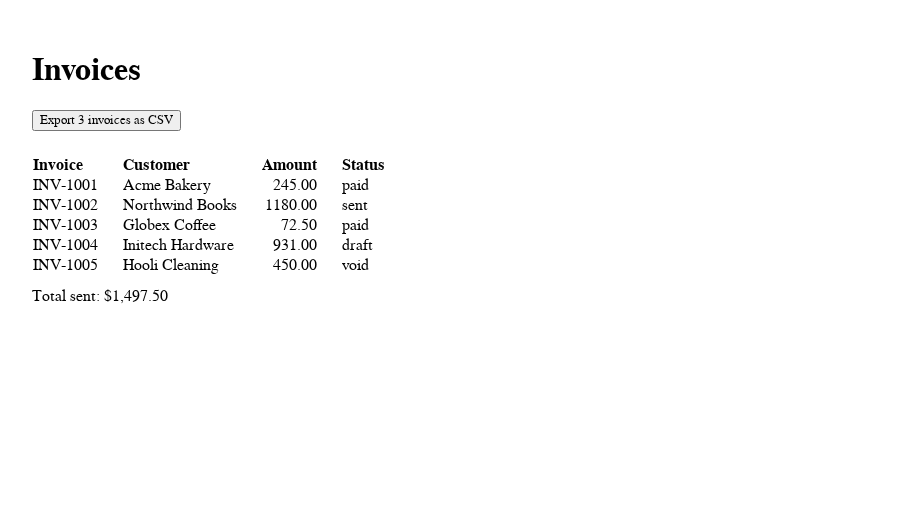 Invoices
Export 3 invoices as CSV
Invoice Customer Amount Status
INV-1001 Acme Bakery 245.00 paid
INV-1002 Northwind Books 1180.00 sent
INV-1003 Globex Coffee 72.50 paid
INV-1004 Initech Hardware 931.00 draft
INV-1005 Hooli Cleaning 450.00 void
Total sent: $1,497.50